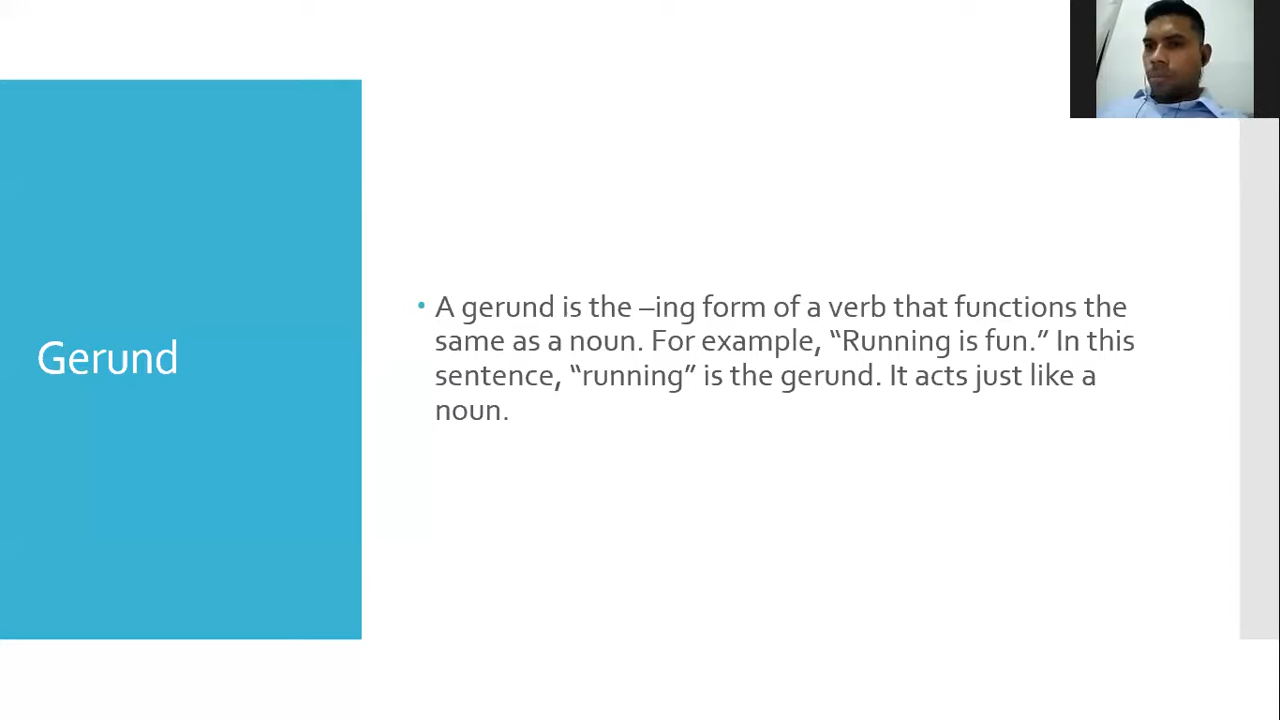 Gerund
• A gerund is the –ing form of a verb that functions the
same as a noun. For example, “Running is fun.” In this
sentence, “running” is the gerund. It acts just like a
noun.